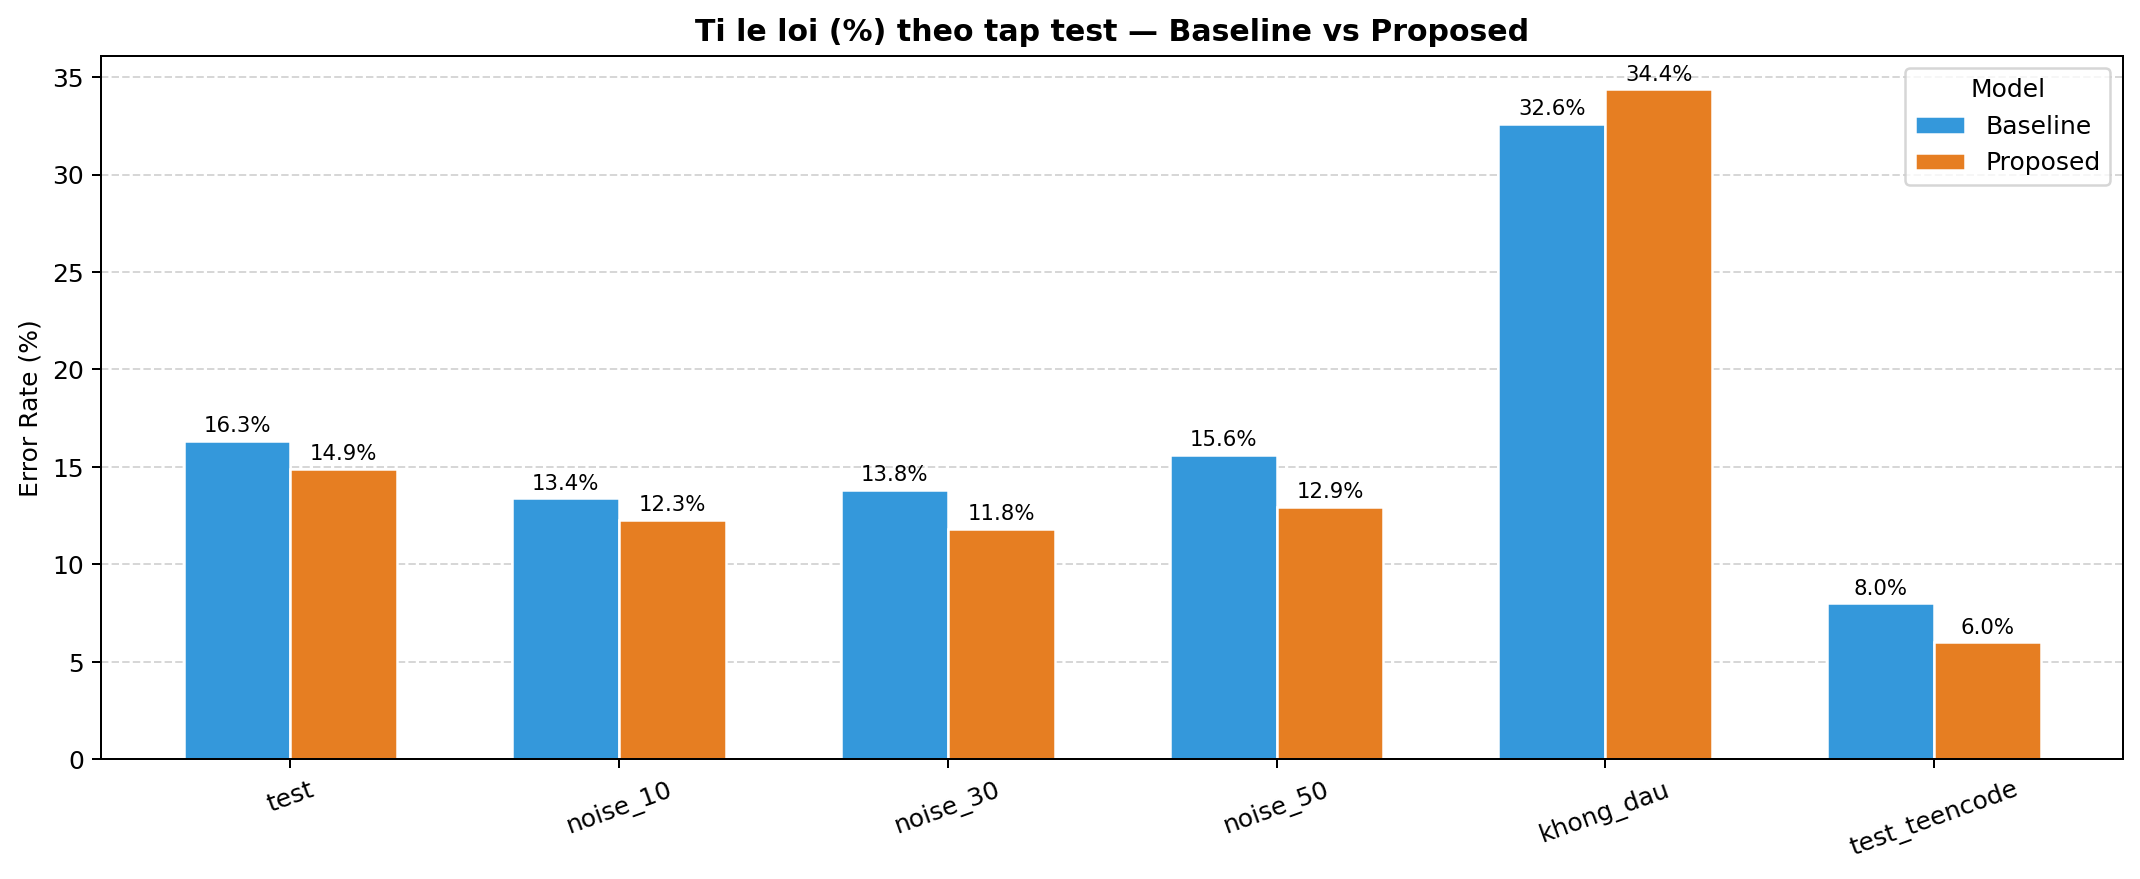 Ti le loi (%) theo tap test — Baseline vs Proposed
Error Rate (%)
35
30
25
20
15
10
5
0
16.3%
14.9%
13.4%
12.3%
13.8%
11.8%
15.6%
12.9%
32.6%
34.4%
8.0%
6.0%
Model
Baseline
Proposed
test
noise_10
noise_30
noise_50
khong_dau
test_teencode